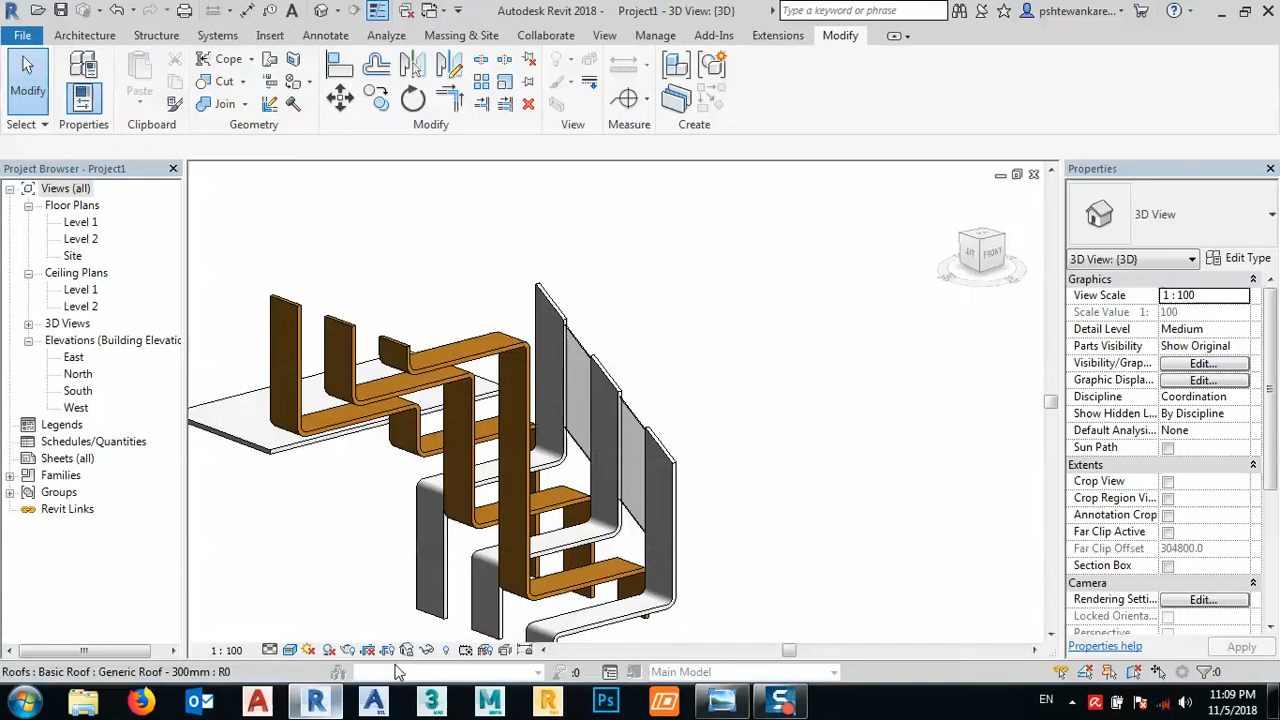 Autodesk Revit 2018 - Project1 - 3D View: {3D}
Type a keyword or phrase
pshtewankare...
File Architecture Structure Systems Insert Annotate Analyze Massing & Site Collaborate View Manage Add-Ins Extensions Modify
Modify
Properties
Paste
Cope
Cut
Join
Select
Properties
Clipboard
Geometry
Modify
View
Measure
Create
Project Browser - Project1
Views (all)
Floor Plans
Level 1
Level 2
Site
Ceiling Plans
Level 1
Level 2
3D Views
Elevations (Building Elevatic
East
North
South
West
Legends
Schedules/Quantities
Sheets (all)
Families
Groups
Revit Links
FRONT
Properties
3D View
3D View: {3D} Edit Type
Graphics
View Scale 1 : 100
Scale Value 1: 100
Detail Level Medium
Parts Visibility Show Original
Visibility/Grap... Edit...
Graphic Displa... Edit...
Discipline Coordination
Show Hidden L... By Discipline
Default Analysi... None
Sun Path
Extents
Crop View
Crop Region Vi...
Annotation Crop
Far Clip Active
Far Clip Offset 304800.0
Section Box
Camera
Rendering Setti... Edit...
Locked Orienta...
Perspective
Properties help Apply
1 : 100
Roofs : Basic Roof : Generic Roof - 300mm : R0
:0
Main Model
:0
EN
11:09 PM
11/5/2018